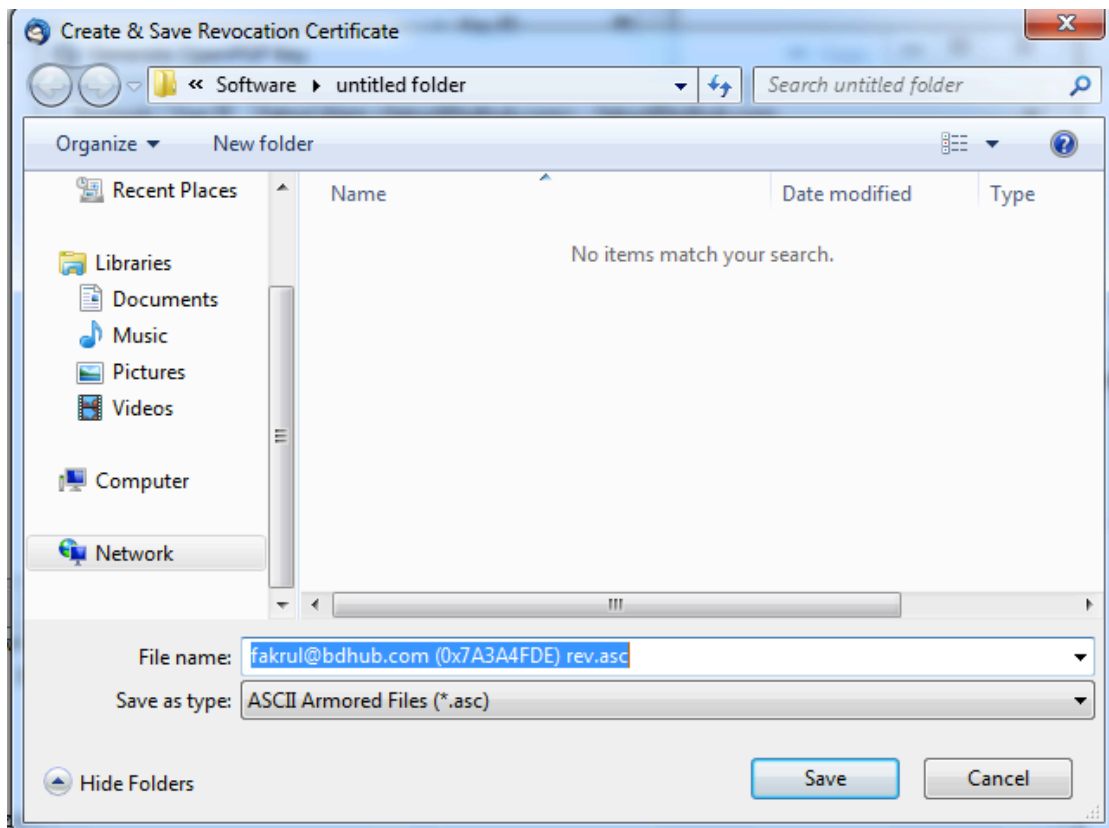 Create & Save Revocation Certificate
« Software ▸ untitled folder
Search untitled folder
Organize ▾ New folder
Recent Places
Name Date modified Type
No items match your search.
Libraries
Documents
Music
Pictures
Videos
Computer
Network
File name: fakrul@bdhub.com (0x7A3A4FDE) rev.asc
Save as type: ASCII Armored Files (*.asc)
Hide Folders
Save Cancel